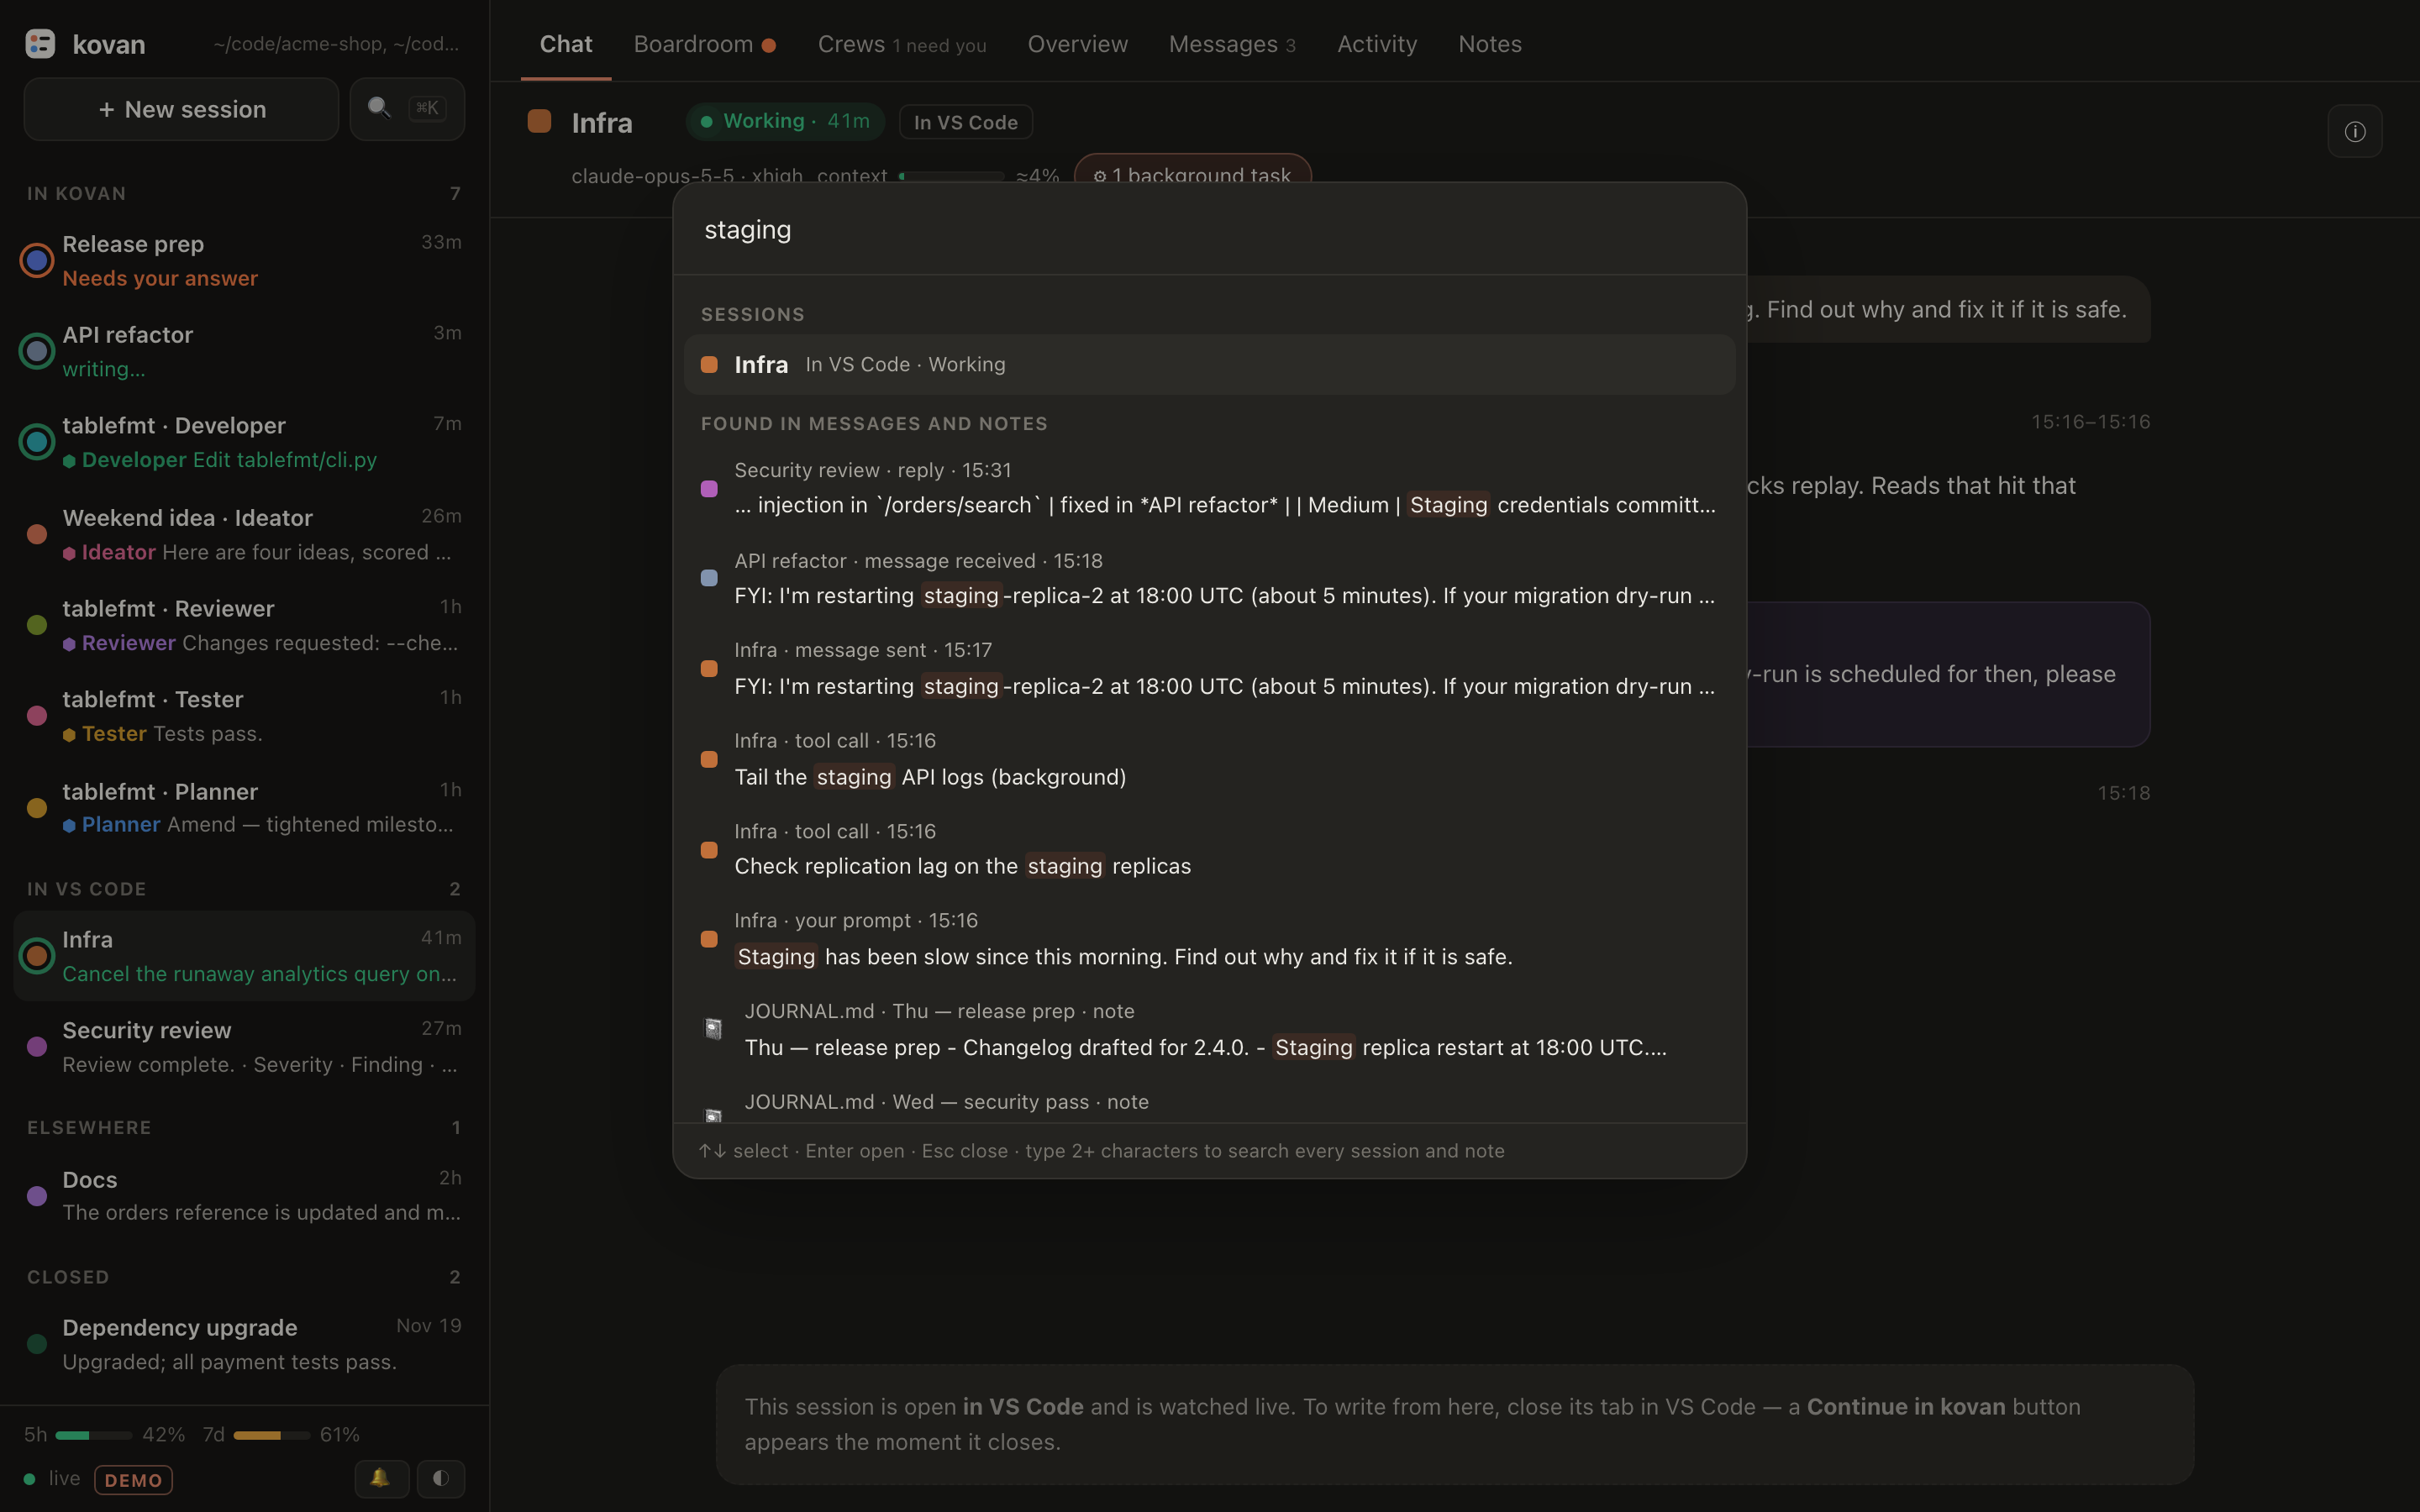 kovan
~/code/acme-shop, ~/cod...
+ New session
⌘K
IN KOVAN 7
Release prep 33m
Needs your answer
API refactor 3m
writing...
tablefmt · Developer 7m
Developer Edit tablefmt/cli.py
Weekend idea · Ideator 26m
Ideator Here are four ideas, scored ...
tablefmt · Reviewer 1h
Reviewer Changes requested: --che...
tablefmt · Tester 1h
Tester Tests pass.
tablefmt · Planner 1h
Planner Amend — tightened milesto...
IN VS CODE 2
Infra 41m
Cancel the runaway analytics query on...
Security review 27m
Review complete. · Severity · Finding · ...
ELSEWHERE 1
Docs 2h
The orders reference is updated and m...
CLOSED 2
Dependency upgrade Nov 19
Upgraded; all payment tests pass.
5h 42% 7d 61%
live DEMO
Chat Boardroom Crews 1 need you Overview Messages 3 Activity Notes
Infra Working · 41m In VS Code
claude-opus-5-5 · xhigh context ≈4% 1 background task
staging
SESSIONS
Infra In VS Code · Working
FOUND IN MESSAGES AND NOTES
Security review · reply · 15:31
... injection in `/orders/search` | fixed in *API refactor* | | Medium | Staging credentials committ...
API refactor · message received · 15:18
FYI: I'm restarting staging-replica-2 at 18:00 UTC (about 5 minutes). If your migration dry-run ...
Infra · message sent · 15:17
FYI: I'm restarting staging-replica-2 at 18:00 UTC (about 5 minutes). If your migration dry-run ...
Infra · tool call · 15:16
Tail the staging API logs (background)
Infra · tool call · 15:16
Check replication lag on the staging replicas
Infra · your prompt · 15:16
Staging has been slow since this morning. Find out why and fix it if it is safe.
JOURNAL.md · Thu — release prep · note
Thu — release prep - Changelog drafted for 2.4.0. - Staging replica restart at 18:00 UTC....
JOURNAL.md · Wed — security pass · note
↑↓ select · Enter open · Esc close · type 2+ characters to search every session and note
g. Find out why and fix it if it is safe.
15:16–15:16
cks replay. Reads that hit that
y-run is scheduled for then, please
15:18
This session is open in VS Code and is watched live. To write from here, close its tab in VS Code — a Continue in kovan button
appears the moment it closes.